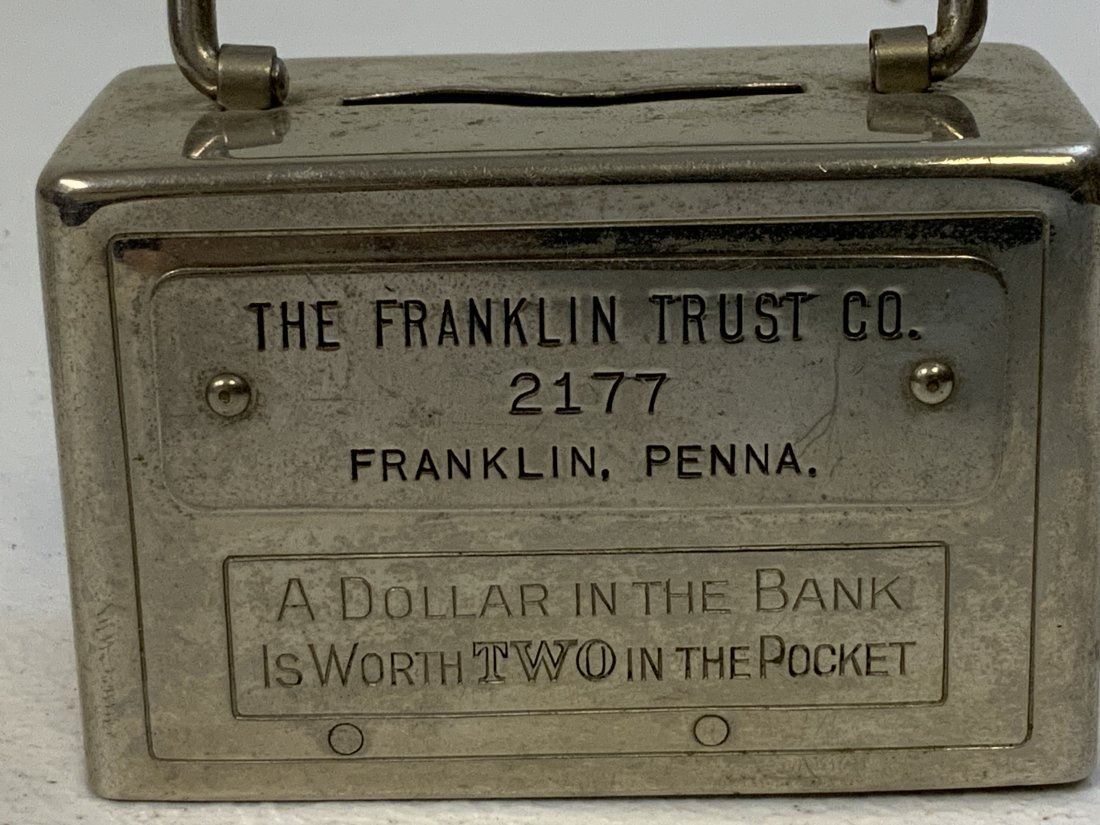 THE FRANKLIN TRUST CO.
2177
FRANKLIN, PENNA.
A DOLLAR IN THE BANK
IS WORTH TWO IN THE POCKET